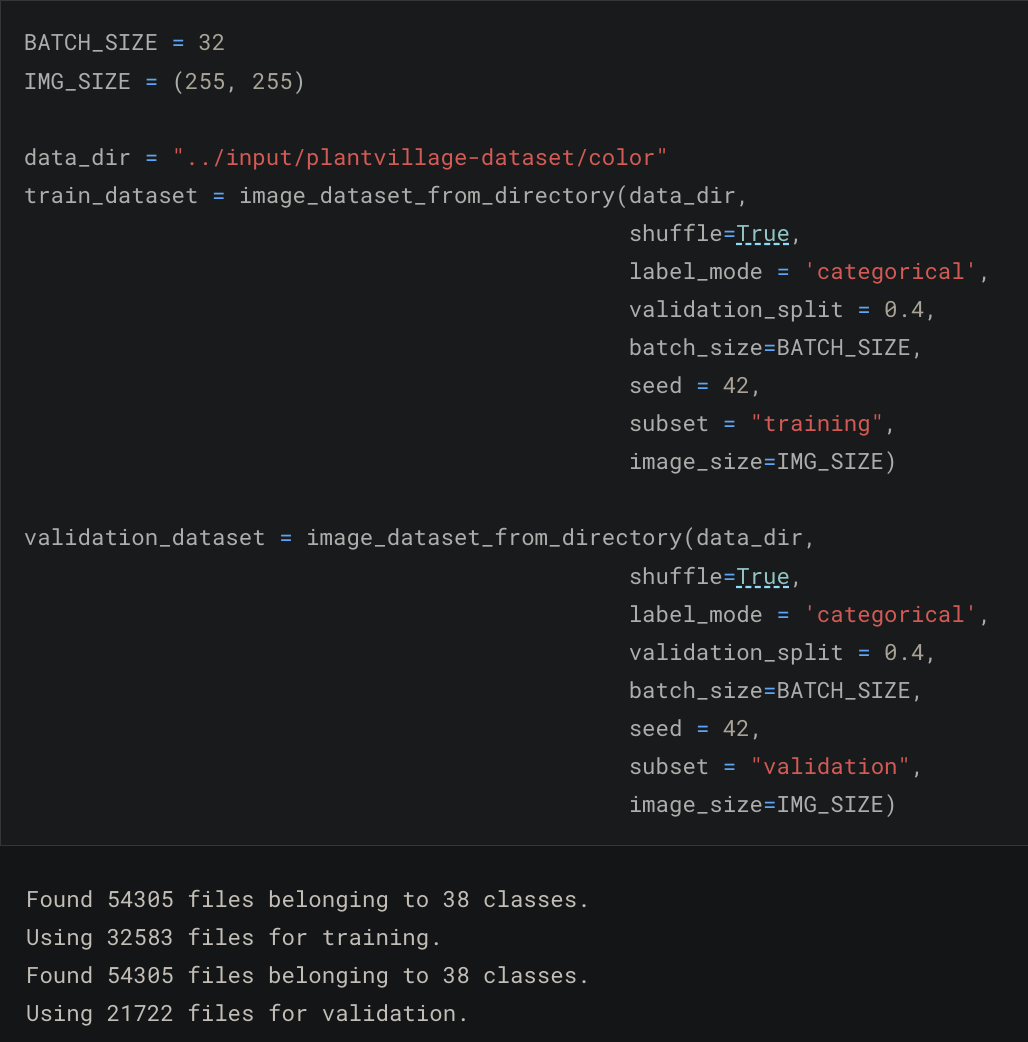 BATCH_SIZE = 32
IMG_SIZE = (255, 255)
data_dir = "../input/plantvillage-dataset/color"
train_dataset = image_dataset_from_directory(data_dir,
shuffle=True,
label_mode = 'categorical',
validation_split = 0.4,
batch_size=BATCH_SIZE,
seed = 42,
subset = "training",
image_size=IMG_SIZE)
validation_dataset = image_dataset_from_directory(data_dir,
shuffle=True,
label_mode = 'categorical',
validation_split = 0.4,
batch_size=BATCH_SIZE,
seed = 42,
subset = "validation",
image_size=IMG_SIZE)
Found 54305 files belonging to 38 classes.
Using 32583 files for training.
Found 54305 files belonging to 38 classes.
Using 21722 files for validation.